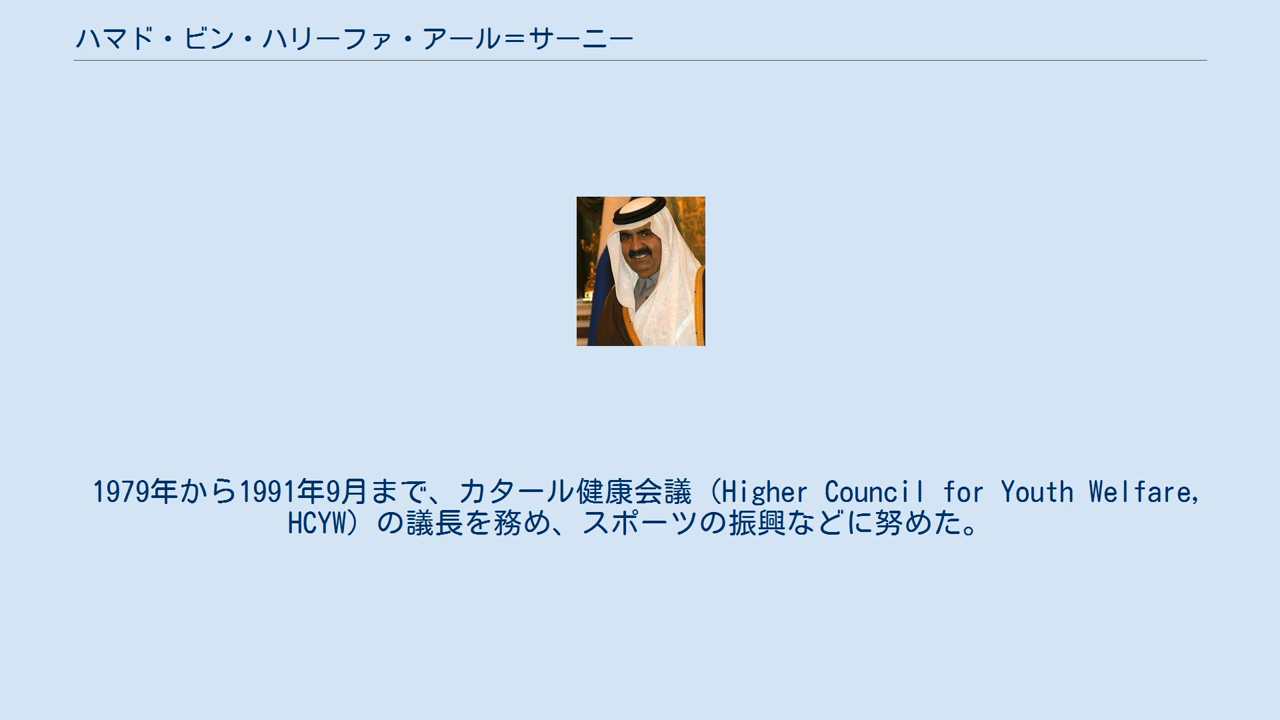 ハマド・ビン・ハリーファ・アール＝サーニー
1979年から1991年9月まで、カタール健康会議（Higher Council for Youth Welfare,
HCYW）の議長を務め、スポーツの振興などに努めた。